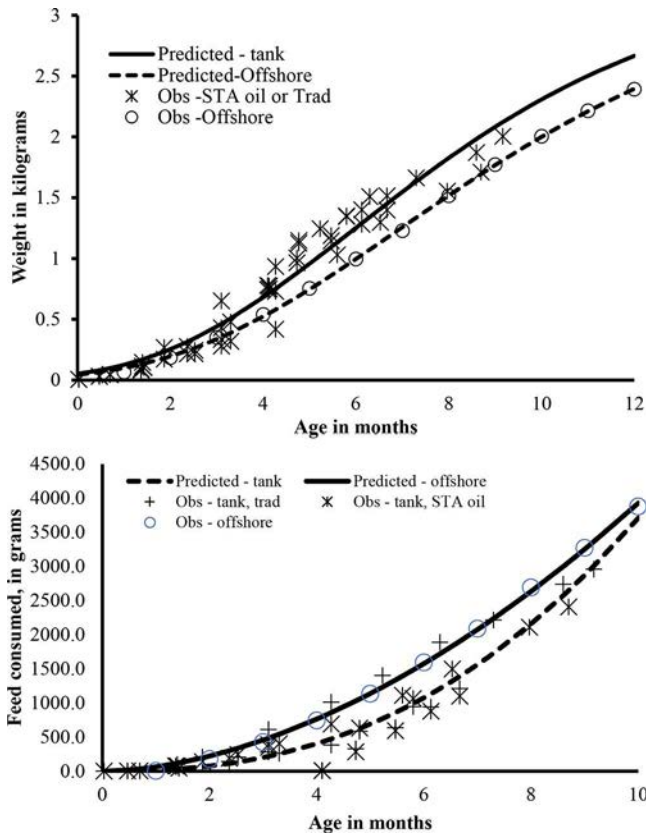 3
Predicted - tank
2.5
Predicted-Offshore
Obs -STA oil or Trad
2
Obs -Offshore
1.5
1
0.5
0
Weight in kilograms
0 2 4 6 8 10 12
Age in months
4500.0
Predicted - tank Predicted - offshore
4000.0
Obs - tank, trad Obs - tank, STA oil
3500.0
Obs - offshore
3000.0
2500.0
2000.0
1500.0
1000.0
500.0
0.0
Feed consumed, in grams
0 2 4 6 8 10
Age in months